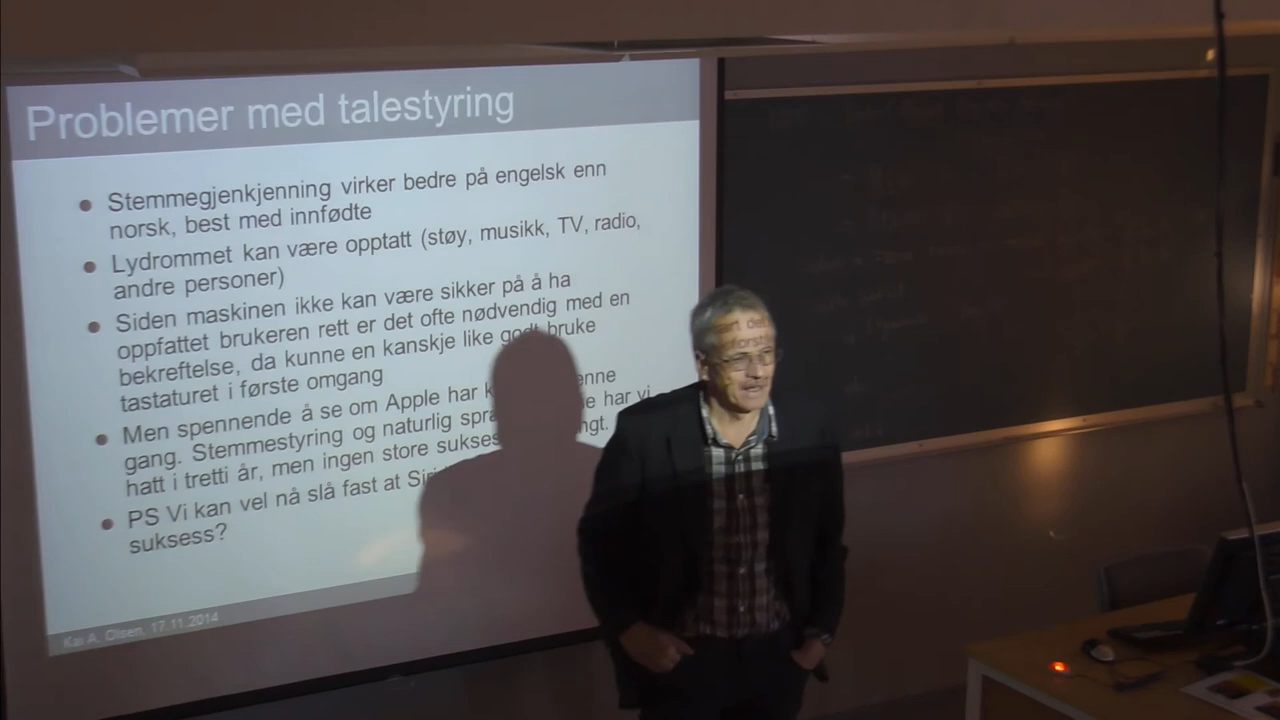 Problemer med talestyring
Stemmegjenkjenning virker bedre på engelsk enn
norsk, best med innfødte
Lydrommet kan være opptatt (støy, musikk, TV, radio,
andre personer)
Siden maskinen ikke kan være sikker på å ha
oppfattet brukeren rett er det ofte nødvendig med en
bekreftelse, da kunne en kanskje like godt bruke
tastaturet i første omgang
Men spennende å se om Apple har
gang. Stemmestyring og naturlig har vi
hatt i tretti år, men ingen store
PS Vi kan vel nå slå fast at
suksess?
Kai A. Olsen, 17.11.2014